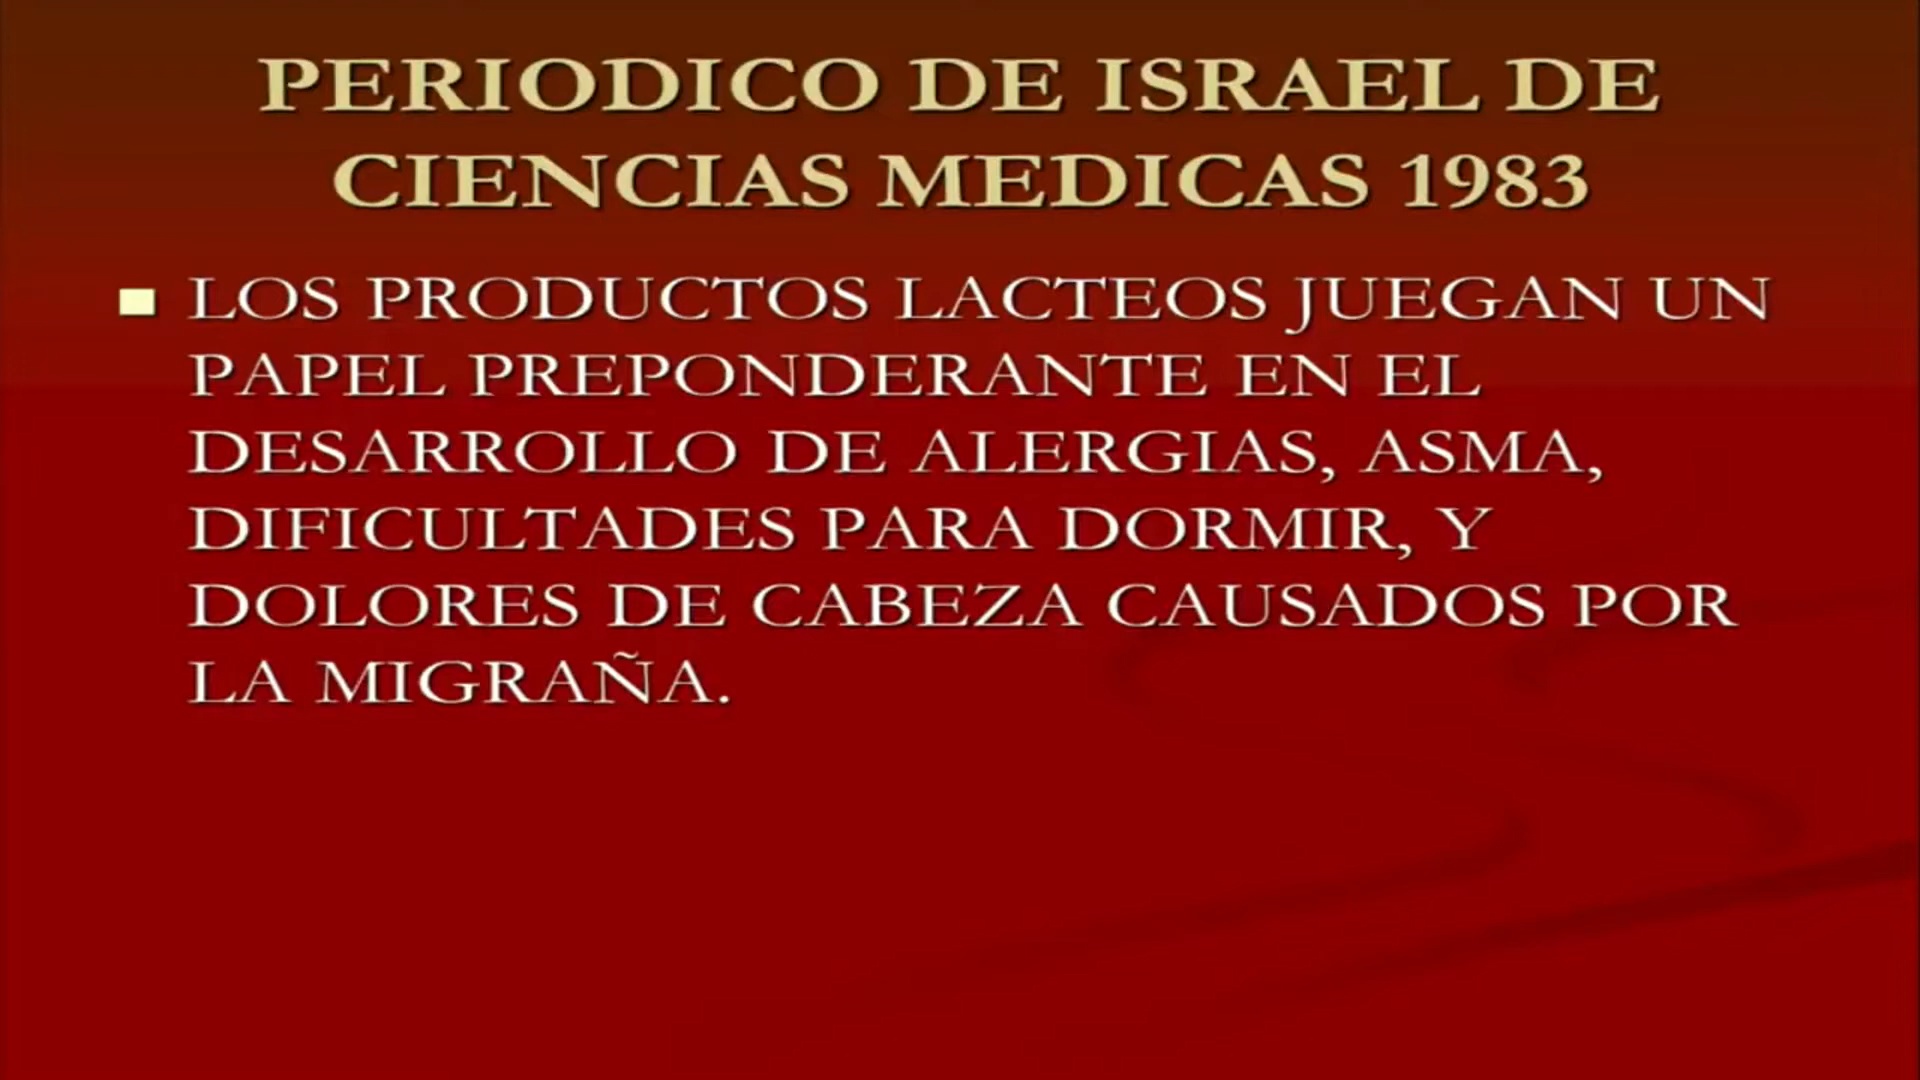 PERIODICO DE ISRAEL DE
CIENCIAS MEDICAS 1983
LOS PRODUCTOS LACTEOS JUEGAN UN
PAPEL PREPONDERANTE EN EL
DESARROLLO DE ALERGIAS, ASMA,
DIFICULTADES PARA DORMIR, Y
DOLORES DE CABEZA CAUSADOS POR
LA MIGRAÑA.